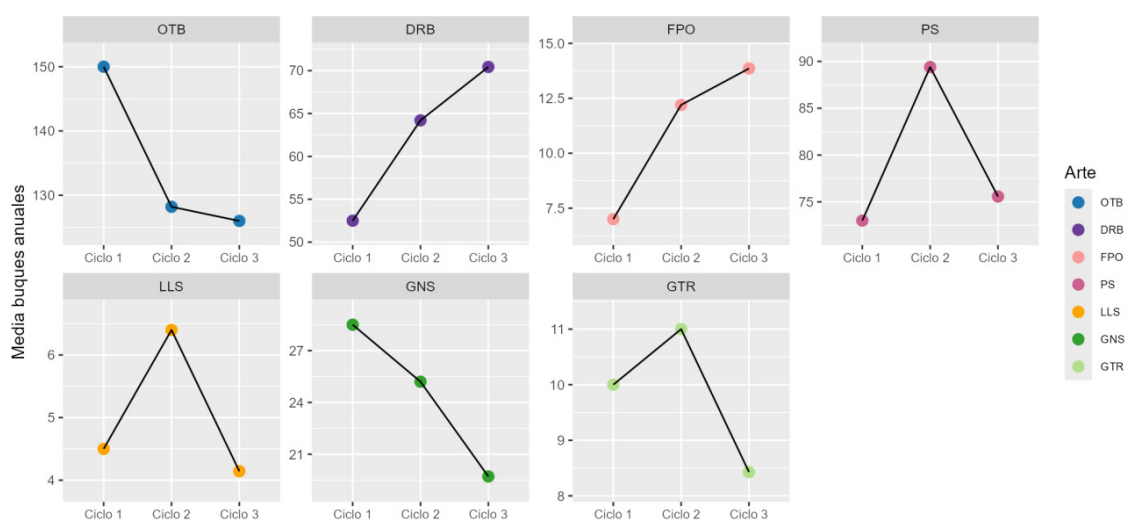 OTB
DRB
FPO
PS
150
140
130
70
65
60
55
50
15.0
12.5
10.0
7.5
90
85
80
75
Ciclo 1 Ciclo 2 Ciclo 3
Ciclo 1 Ciclo 2 Ciclo 3
Ciclo 1 Ciclo 2 Ciclo 3
Ciclo 1 Ciclo 2 Ciclo 3
Media buques anuales
LLS
GNS
GTR
6
5
4
27
24
21
11
10
9
8
Ciclo 1 Ciclo 2 Ciclo 3
Ciclo 1 Ciclo 2 Ciclo 3
Ciclo 1 Ciclo 2 Ciclo 3
Arte
OTB
DRB
FPO
PS
LLS
GNS
GTR